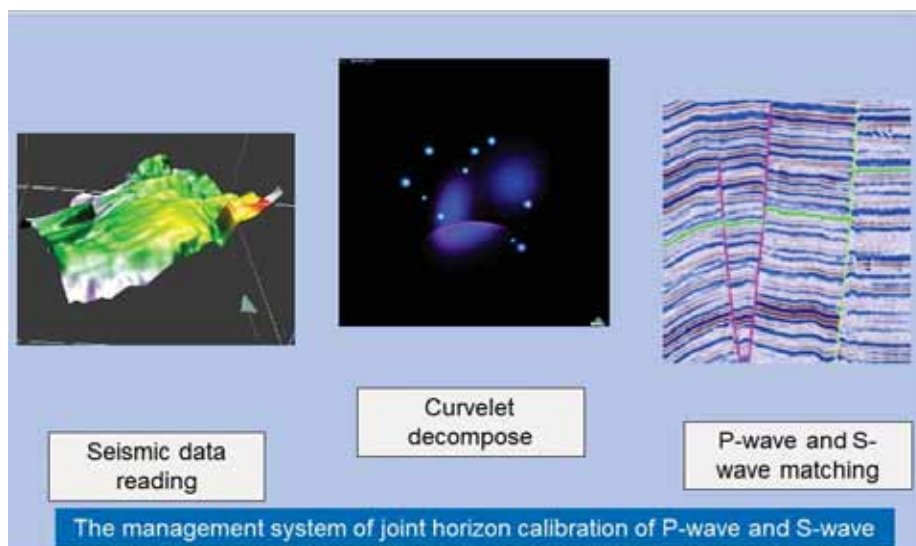 Curvelet
decompose
Seismic data
reading
P-wave and S-
wave matching
The management system of joint horizon calibration of P-wave and S-wave